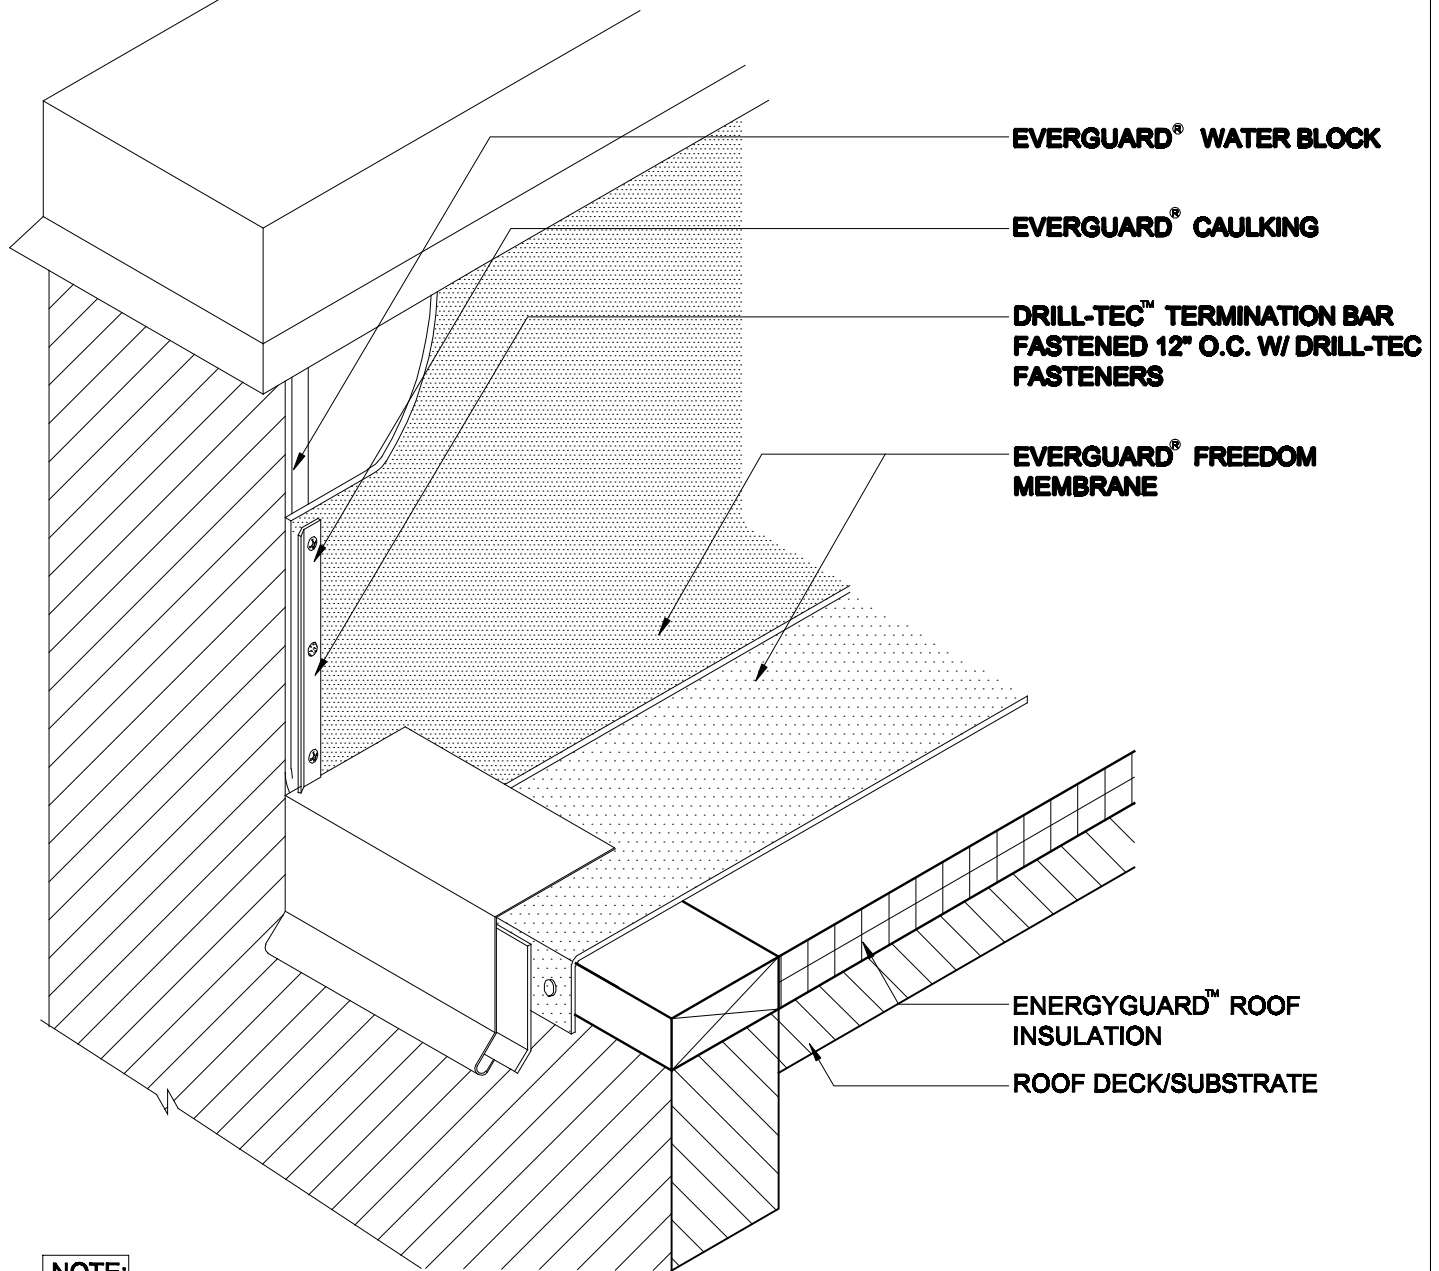 EVERGUARD® WATER BLOCK
EVERGUARD® CAULKING
DRILL-TEC™ TERMINATION BAR
FASTENED 12" O.C. W/ DRILL-TEC
FASTENERS
EVERGUARD® FREEDOM
MEMBRANE
ENERGYGUARD™ ROOF
INSULATION
ROOF DECK/SUBSTRATE
NOTE: